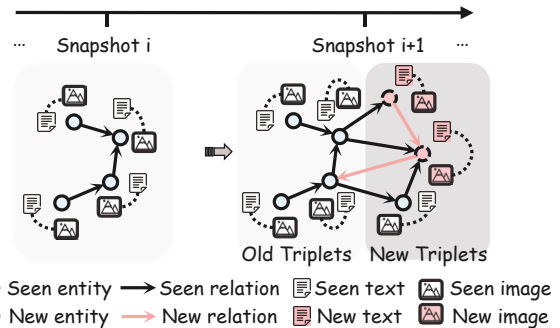 ... Snapshot i Snapshot i+1 ...
Old Triplets New Triplets
Seen entity Seen relation Seen text Seen image
New entity New relation New text New image